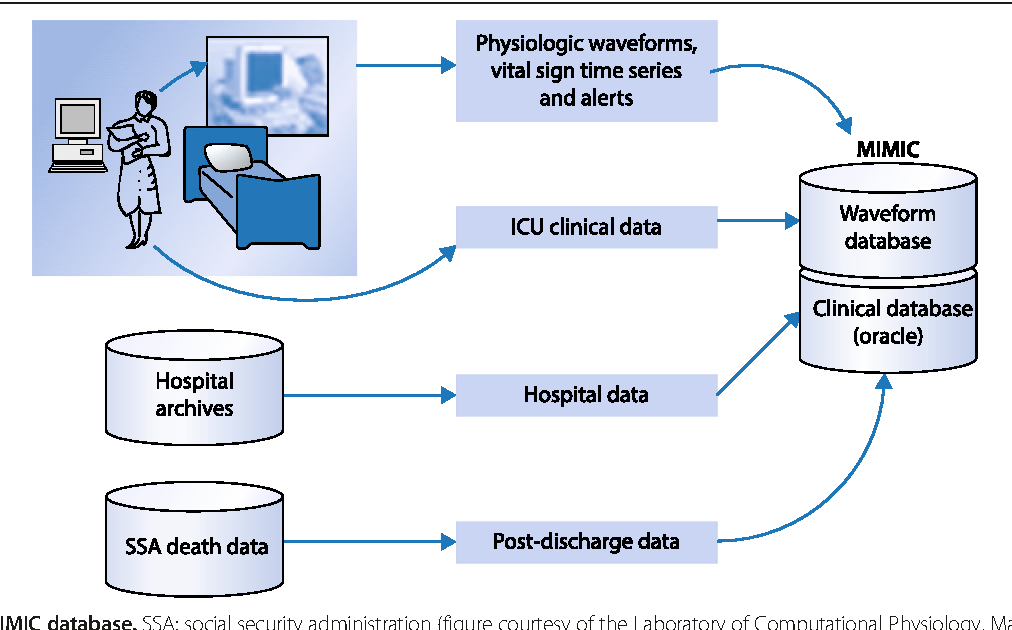 Physiologic waveforms,
vital sign time series
and alerts
MIMIC
Waveform
database
ICU clinical data
Clinical database
(oracle)
Hospital
archives
Hospital data
SSA death data
Post-discharge data
IMIC database. SSA: social security administration (figure courtesy of the Laboratory of Computational Physiology, Ma